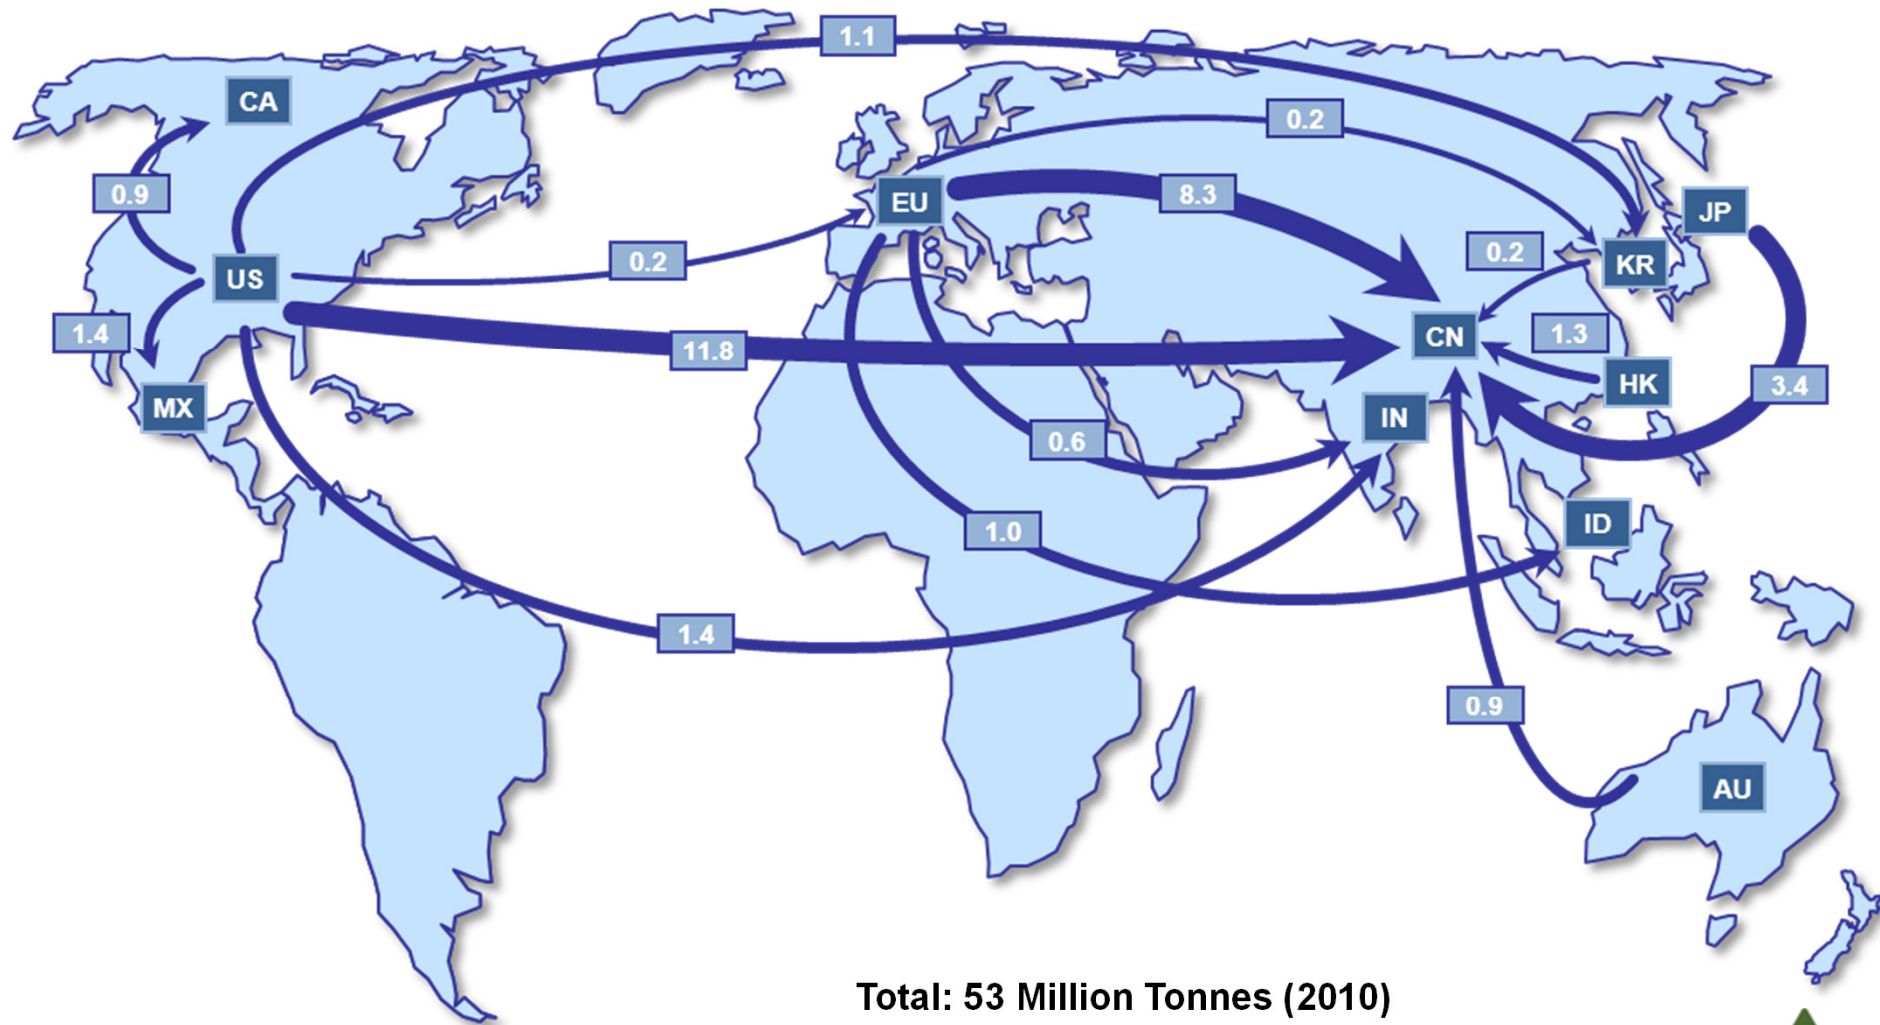 1.1
CA
0.2
0.9
EU
8.3
JP
0.2
KR
US
0.2
1.4
11.8
CN
1.3
HK
3.4
MX
IN
0.6
ID
1.0
1.4
0.9
AU
Total: 53 Million Tonnes (2010)